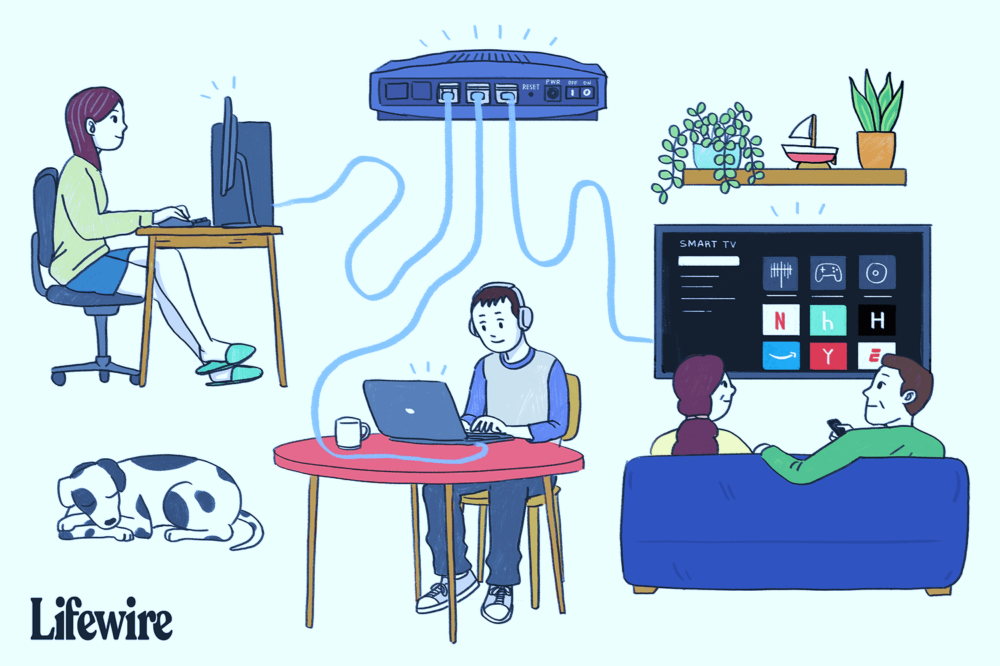 RESET
PWR
OFF ON
SMART TV
N h H
Y E
Lifewire